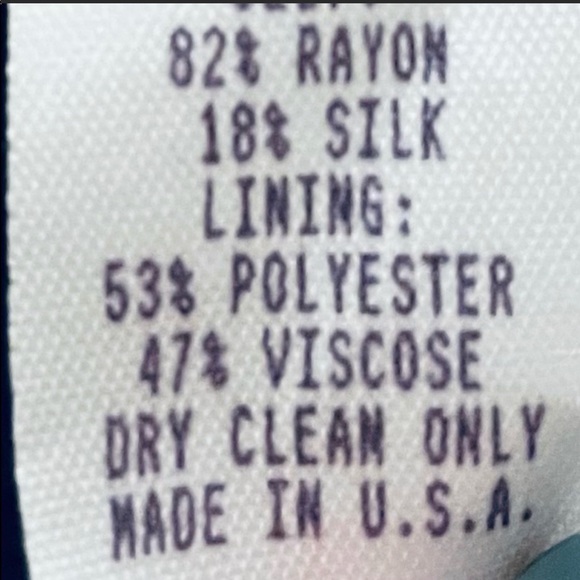 82% RAYON
18% SILK
LINING:
53% POLYESTER
47% VISCOSE
DRY CLEAN ONLY
MADE IN U.S.A.